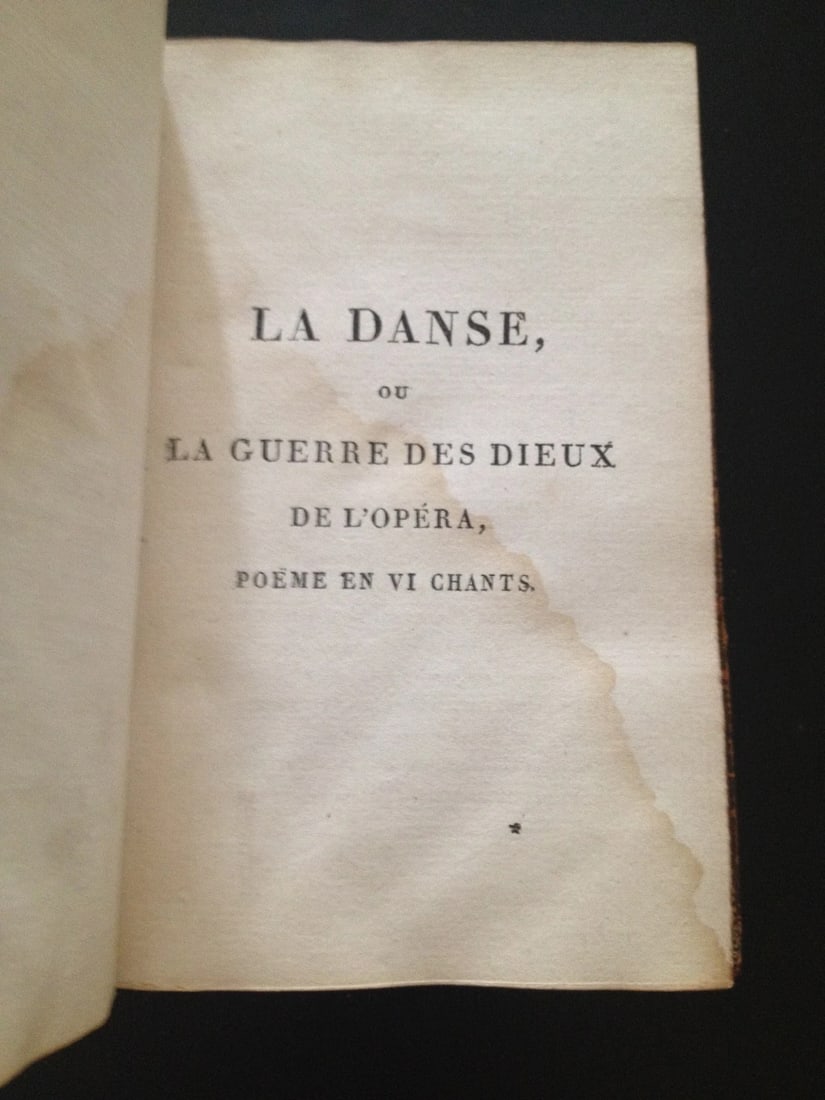 LA DANSE,
OU
LA GUERRE DES DIEUX
DE L'OPÉRA,
POËME EN VI CHANTS.
*